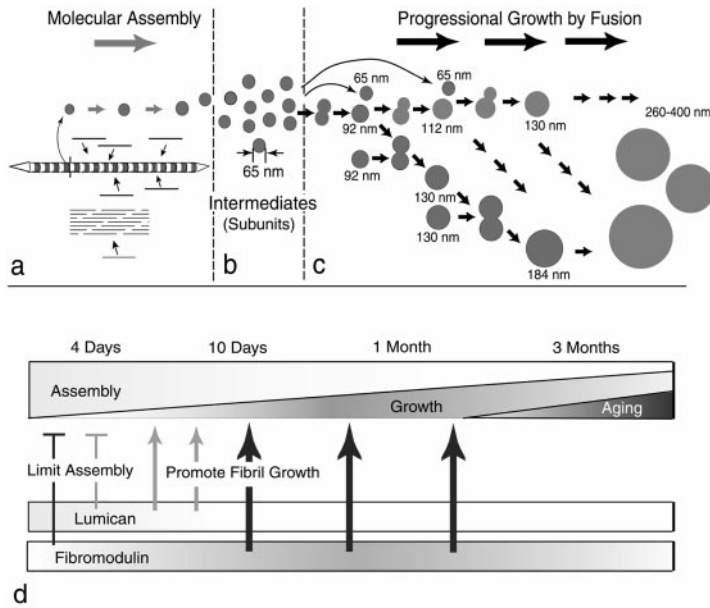 Molecular Assembly
Progressional Growth by Fusion
65 nm
65 nm
92 nm
112 nm
130 nm
260-400 nm
65 nm
92 nm
Intermediates
(Subunits)
130 nm
130 nm
184 nm
a
b
c
4 Days
10 Days
1 Month
3 Months
Assembly
Growth
Aging
Limit Assembly
Promote Fibril Growth
Lumican
Fibromodulin
d